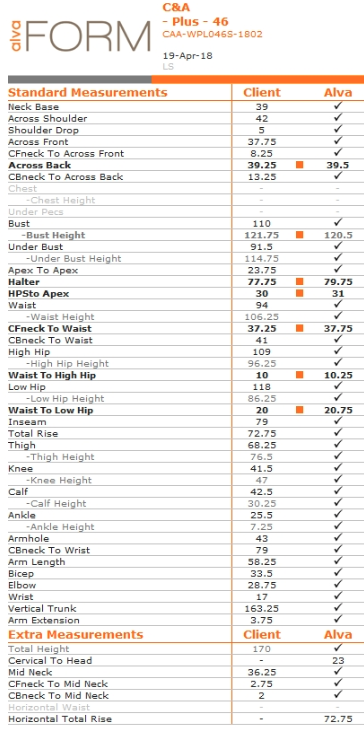 alva FORM
C&A
- Plus - 46
CAA-WPL046S-1802
19-Apr-18
LS
Standard Measurements Client Alva
Neck Base 39 ✓
Across Shoulder 42 ✓
Shoulder Drop 5 ✓
Across Front 37.75 ✓
CFneck To Across Front 8.25 ✓
Across Back 39.25 ■ 39.5
CBneck To Across Back 13.25 ✓
Chest - -
-Chest Height - -
Under Pecs - -
Bust 110 ✓
-Bust Height 121.75 ■ 120.5
Under Bust 91.5 ✓
-Under Bust Height 114.75 ✓
Apex To Apex 23.75 ✓
Halter 77.75 ■ 79.75
HPSto Apex 30 ■ 31
Waist 94 ✓
-Waist Height 106.25 ✓
CFneck To Waist 37.25 ■ 37.75
CBneck To Waist 41 ✓
High Hip 109 ✓
-High Hip Height 96.25 ✓
Waist To High Hip 10 ■ 10.25
Low Hip 118 ✓
-Low Hip Height 86.25 ✓
Waist To Low Hip 20 ■ 20.75
Inseam 79 ✓
Total Rise 72.75 ✓
Thigh 68.25 ✓
-Thigh Height 76.5 ✓
Knee 41.5 ✓
-Knee Height 47 ✓
Calf 42.5 ✓
-Calf Height 30.25 ✓
Ankle 25.5 ✓
-Ankle Height 7.25 ✓
Armhole 43 ✓
CBneck To Wrist 79 ✓
Arm Length 58.25 ✓
Bicep 33.5 ✓
Elbow 28.75 ✓
Wrist 17 ✓
Vertical Trunk 163.25 ✓
Arm Extension 3.75 ✓
Extra Measurements Client Alva
Total Height 170 ✓
Cervical To Head - 23
Mid Neck 36.25 ✓
CFneck To Mid Neck 2.75 ✓
CBneck To Mid Neck 2 ✓
Horizontal Waist - -
Horizontal Total Rise - 72.75